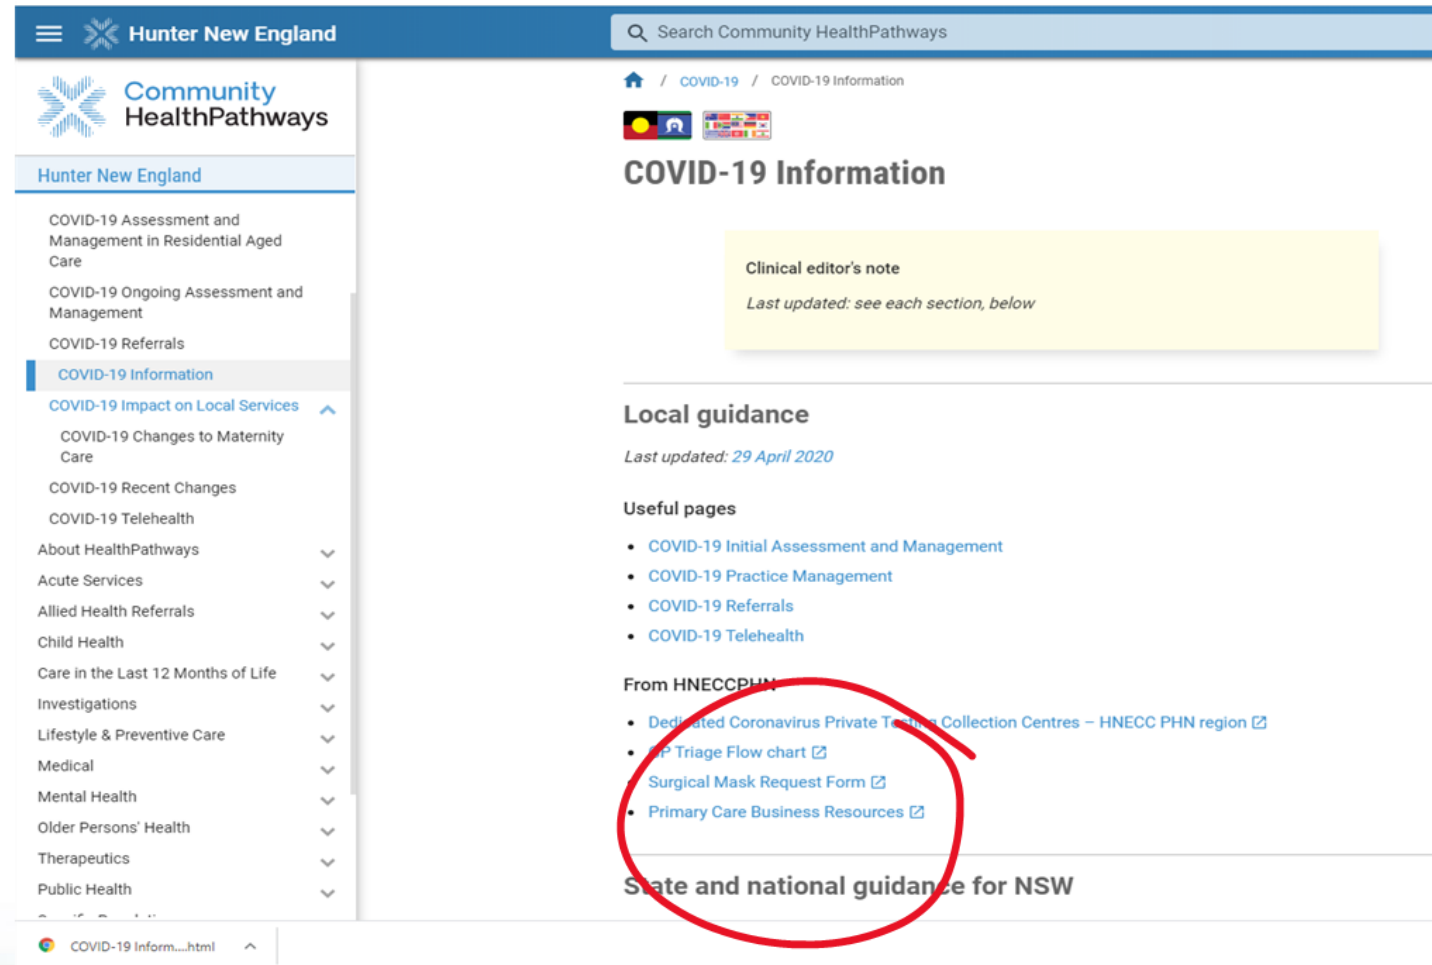 Hunter New England
Search Community HealthPathways
Community
HealthPathways
Hunter New England
COVID-19 Assessment and
Management in Residential Aged
Care
COVID-19 Ongoing Assessment and
Management
COVID-19 Referrals
COVID-19 Information
COVID-19 Impact on Local Services
COVID-19 Changes to Maternity
Care
COVID-19 Recent Changes
COVID-19 Telehealth
About HealthPathways
Acute Services
Allied Health Referrals
Child Health
Care in the Last 12 Months of Life
Investigations
Lifestyle & Preventive Care
Medical
Mental Health
Older Persons' Health
Therapeutics
Public Health
/ COVID-19 / COVID-19 Information
COVID-19 Information
Clinical editor's note
Last updated: see each section, below
Local guidance
Last updated: 29 April 2020
Useful pages
• COVID-19 Initial Assessment and Management
• COVID-19 Practice Management
• COVID-19 Referrals
• COVID-19 Telehealth
From HNECCPHN
• Dedicated Coronavirus Private Testing Collection Centres – HNECC PHN region
• GP Triage Flow chart
• Surgical Mask Request Form
• Primary Care Business Resources
State and national guidance for NSW
COVID-19 Inform....html